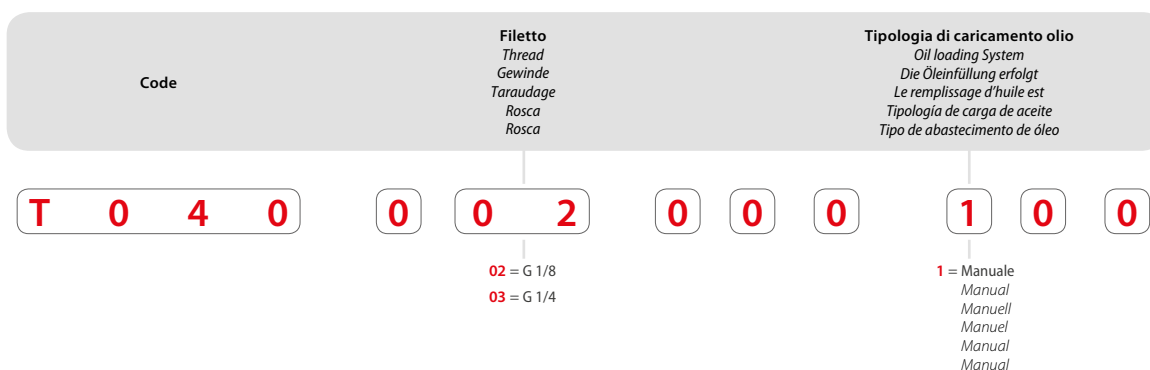 Code
Filetto
Thread
Gewinde
Taraudage
Rosca
Rosca
Tipologia di caricamento olio
Oil loading System
Die Öleinfüllung erfolgt
Le remplissage d'huile est
Tipología de carga de aceite
Tipo de abastecimento de óleo
T 0 4 0 0 0 2 0 0 0 1 0 0
02 = G 1/8
03 = G 1/4
1 = Manuale
Manual
Manuell
Manuel
Manual
Manual